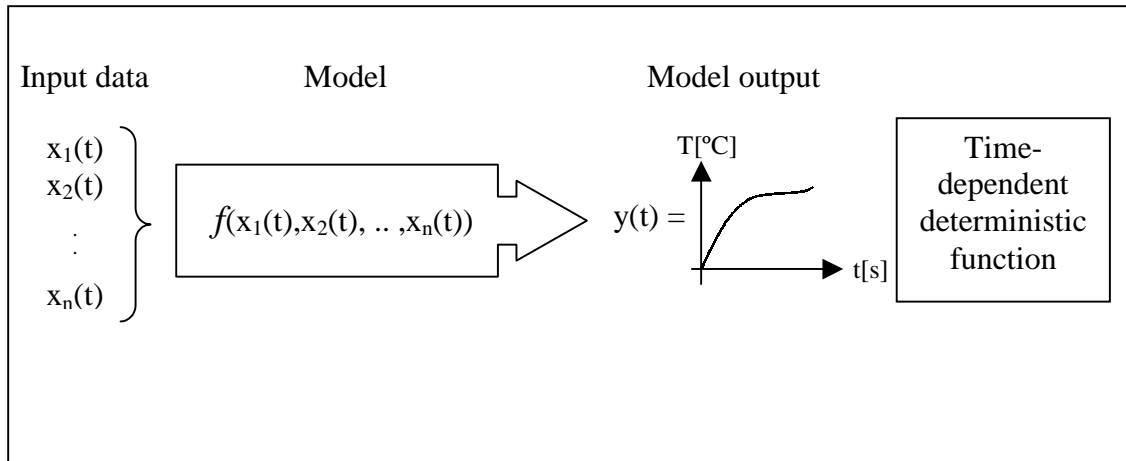 Input data
Model
Model output
x₁(t)
x₂(t)
.
.
xₙ(t)
f(x₁(t),x₂(t), .. ,xₙ(t))
y(t) =
T[ºC]
t[s]
Time-
dependent
deterministic
function